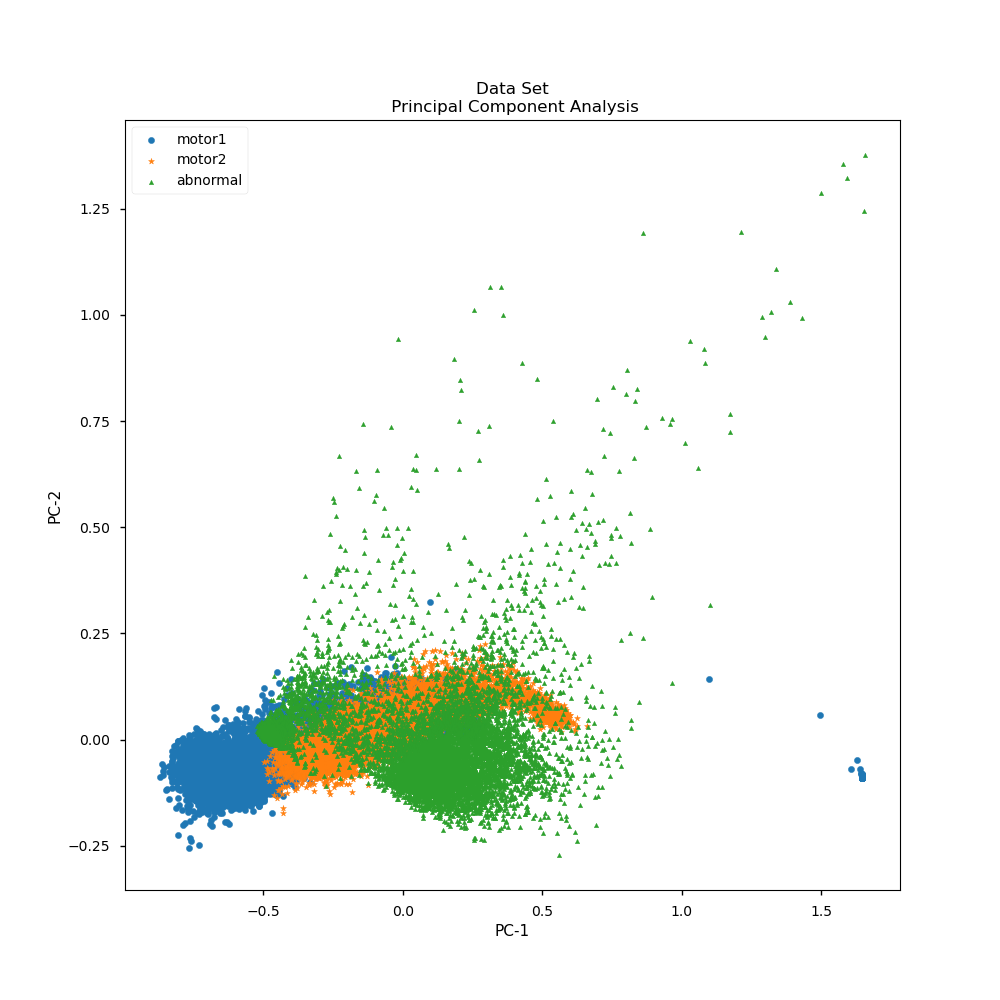 Data Set
Principal Component Analysis
motor1
motor2
abnormal
1.25
1.00
0.75
0.50
0.25
0.00
−0.25
PC-2
−0.5
0.0
0.5
1.0
1.5
PC-1